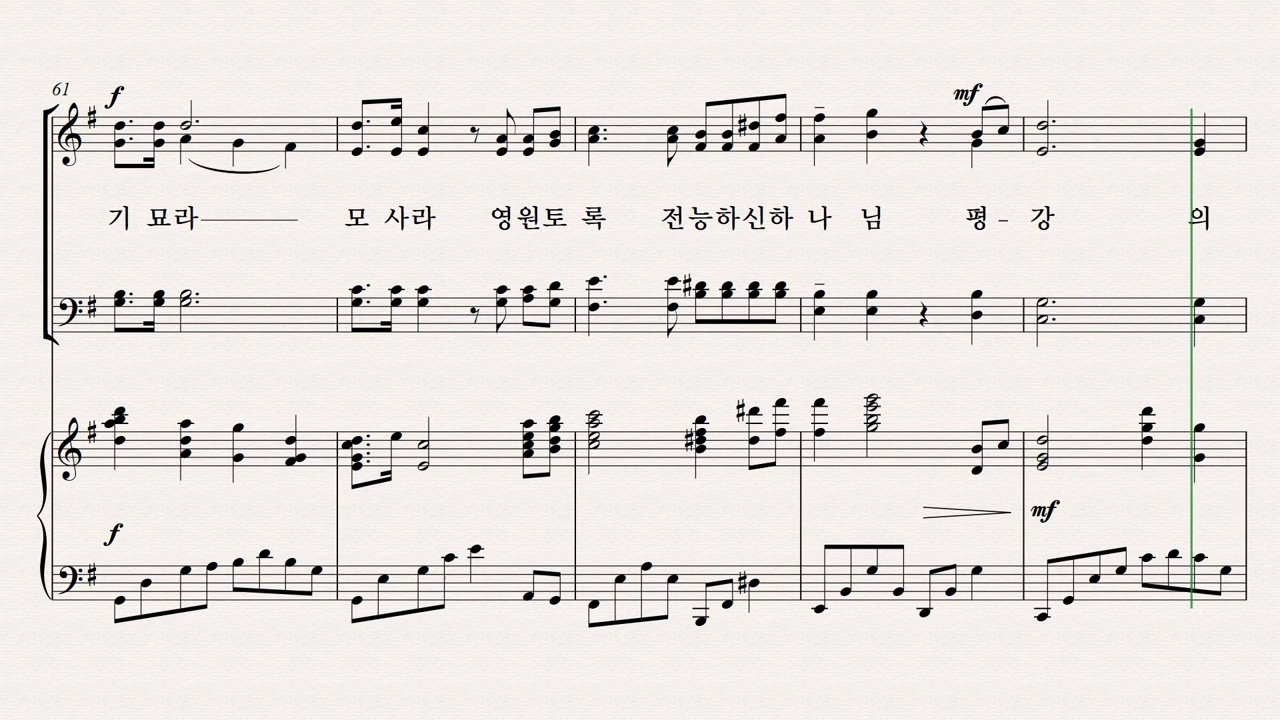 61
f
mf
기 묘라 모 사라 영원토 록 전능하신하 나 님 평 - 강 의
f
mf